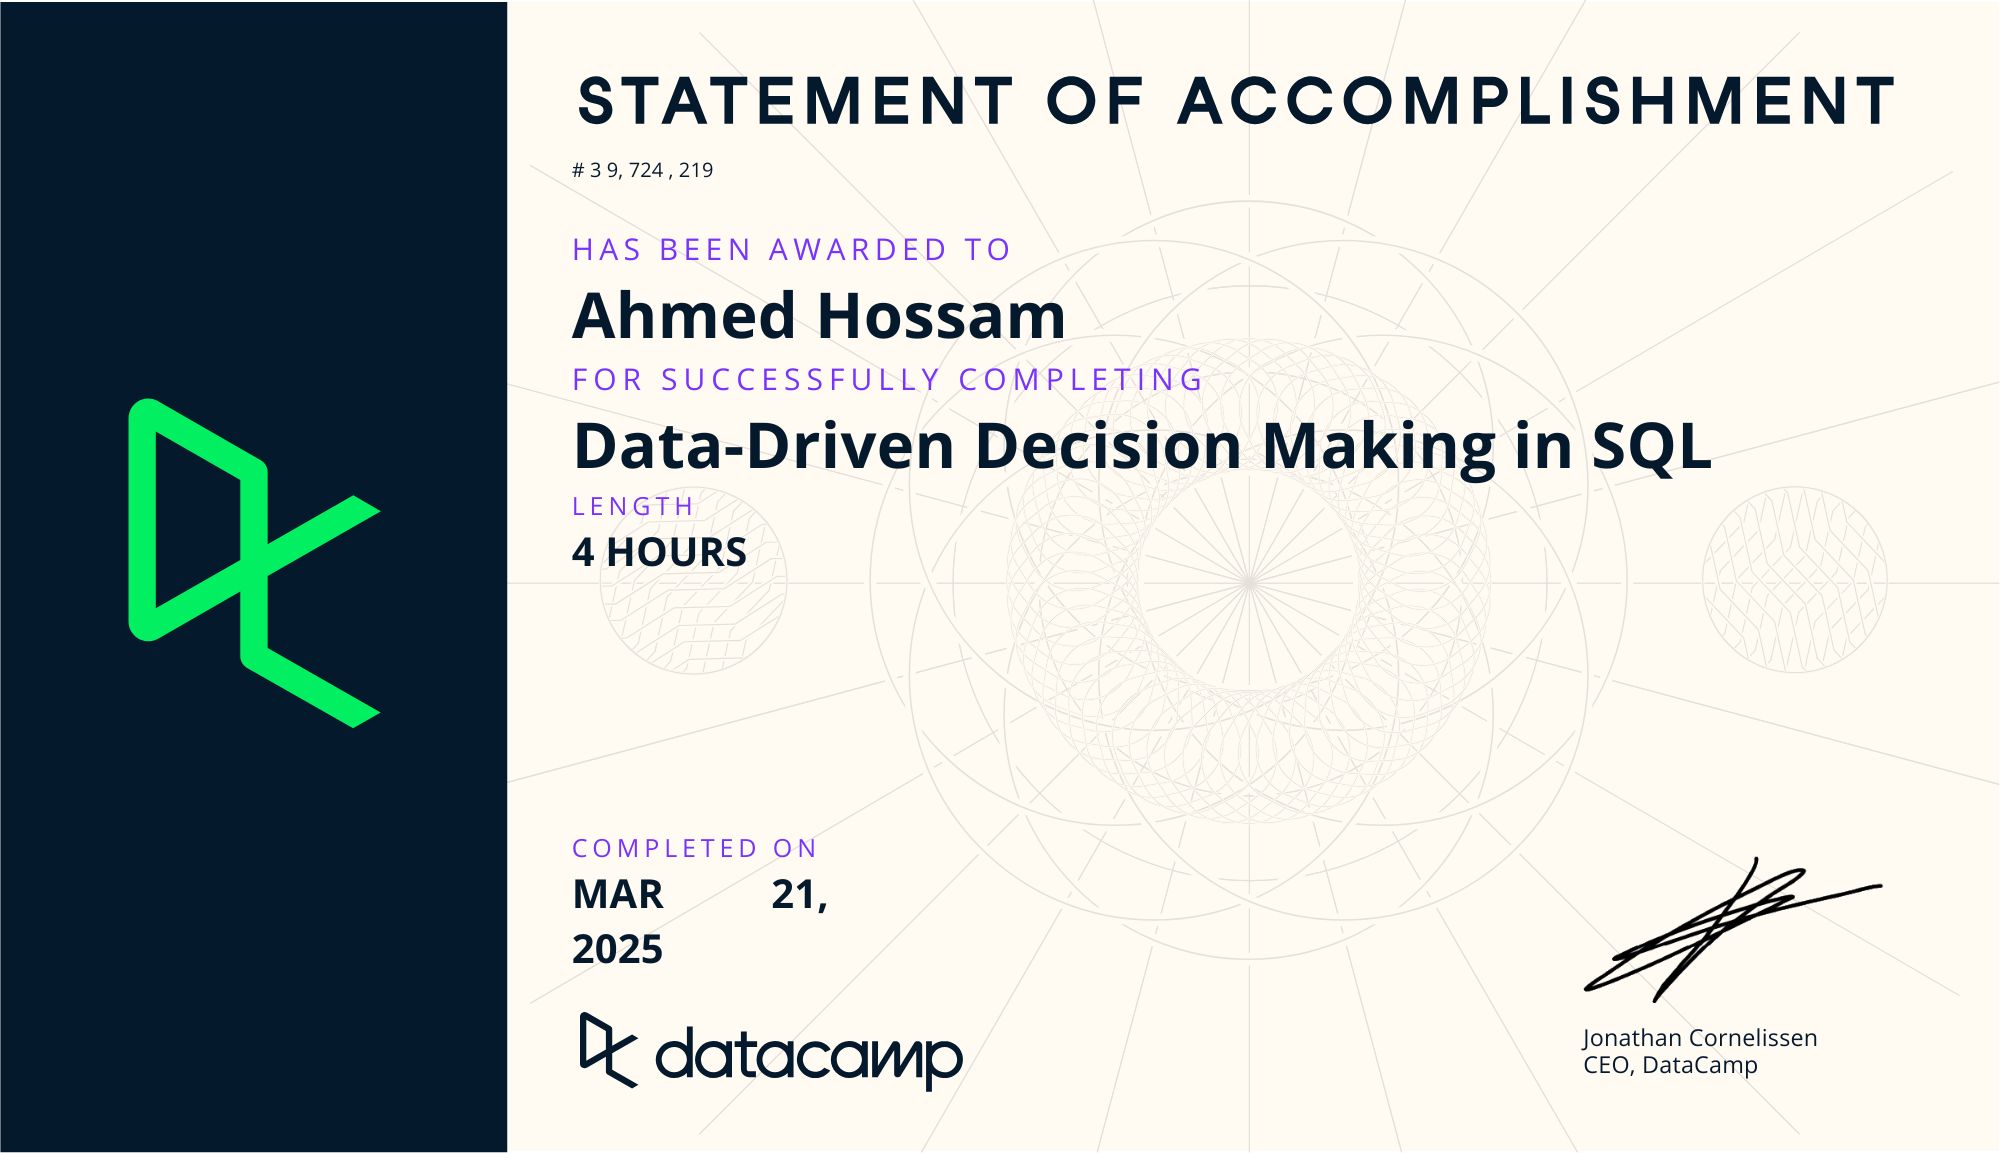 STATEMENT OF ACCOMPLISHMENT
# 3 9, 724 , 219
HAS BEEN AWARDED TO
Ahmed Hossam
FOR SUCCESSFULLY COMPLETING
Data-Driven Decision Making in SQL
LENGTH
4 HOURS
COMPLETED ON
MAR 21,
2025
datacamp
Jonathan Cornelissen
CEO, DataCamp